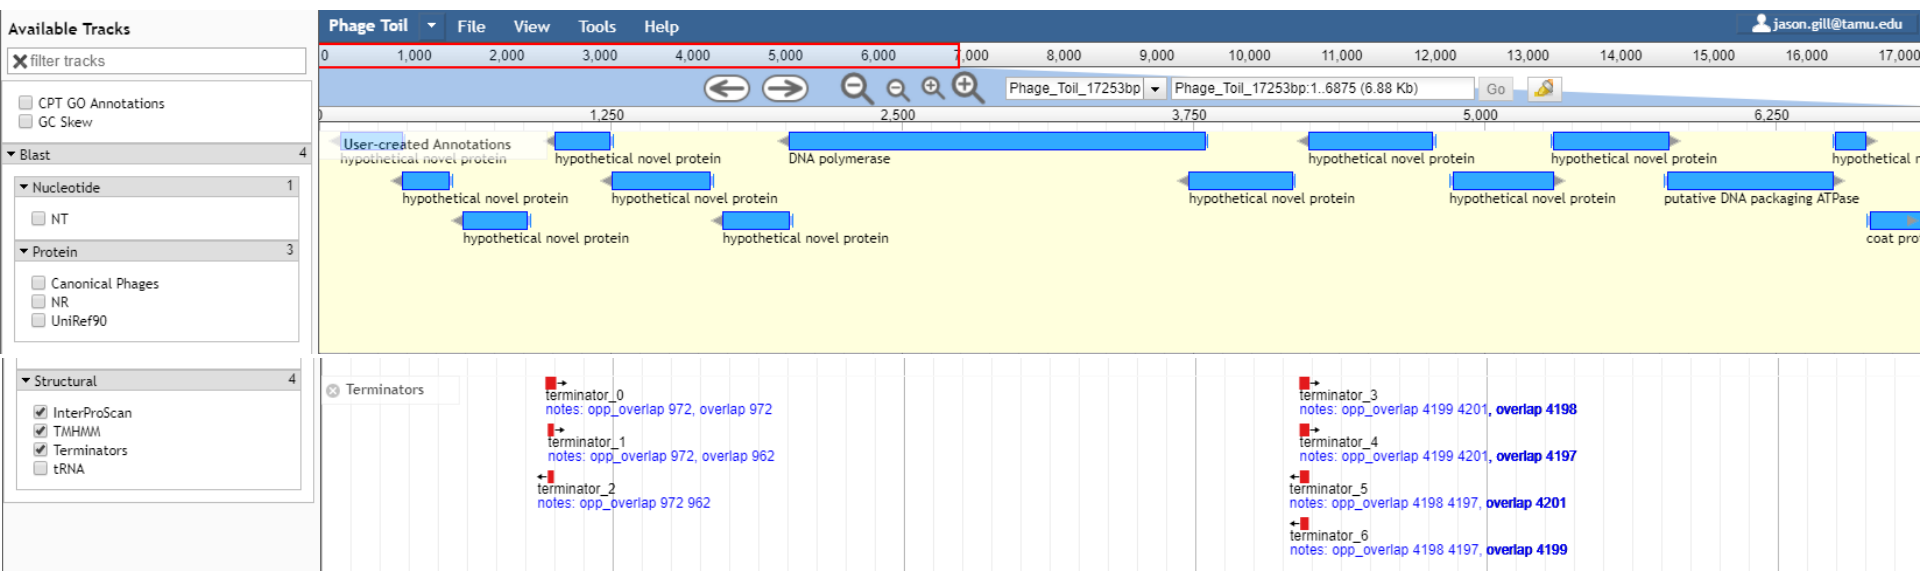 Available Tracks
filter tracks
CPT GO Annotations
GC Skew
Blast 4
Nucleotide 1
NT
Protein 3
Canonical Phages
NR
UniRef90
Structural 4
InterProScan
TMHMM
Terminators
tRNA
Phage Toil File View Tools Help jason.gill@tamu.edu
0 1,000 2,000 3,000 4,000 5,000 6,000 7,000 8,000 9,000 10,000 11,000 12,000 13,000 14,000 15,000 16,000 17,000
Phage_Toil_17253bp Phage_Toil_17253bp:1..6875 (6.88 Kb) Go
1,250 2,500 3,750 5,000 6,250
User-created Annotations
hypothetical novel protein hypothetical novel protein DNA polymerase hypothetical novel protein hypothetical novel protein hypothetical
hypothetical novel protein hypothetical novel protein hypothetical novel protein hypothetical novel protein putative DNA packaging ATPase
hypothetical novel protein hypothetical novel protein coat pro
Terminators
terminator_0 terminator_3
notes: opp_overlap 972, overlap 972 notes: opp_overlap 4199 4201, overlap 4198
terminator_1 terminator_4
notes: opp_overlap 972, overlap 962 notes: opp_overlap 4199 4201, overlap 4197
terminator_2 terminator_5
notes: opp_overlap 972 962 notes: opp_overlap 4198 4197, overlap 4201
terminator_6
notes: opp_overlap 4198 4197, overlap 4199